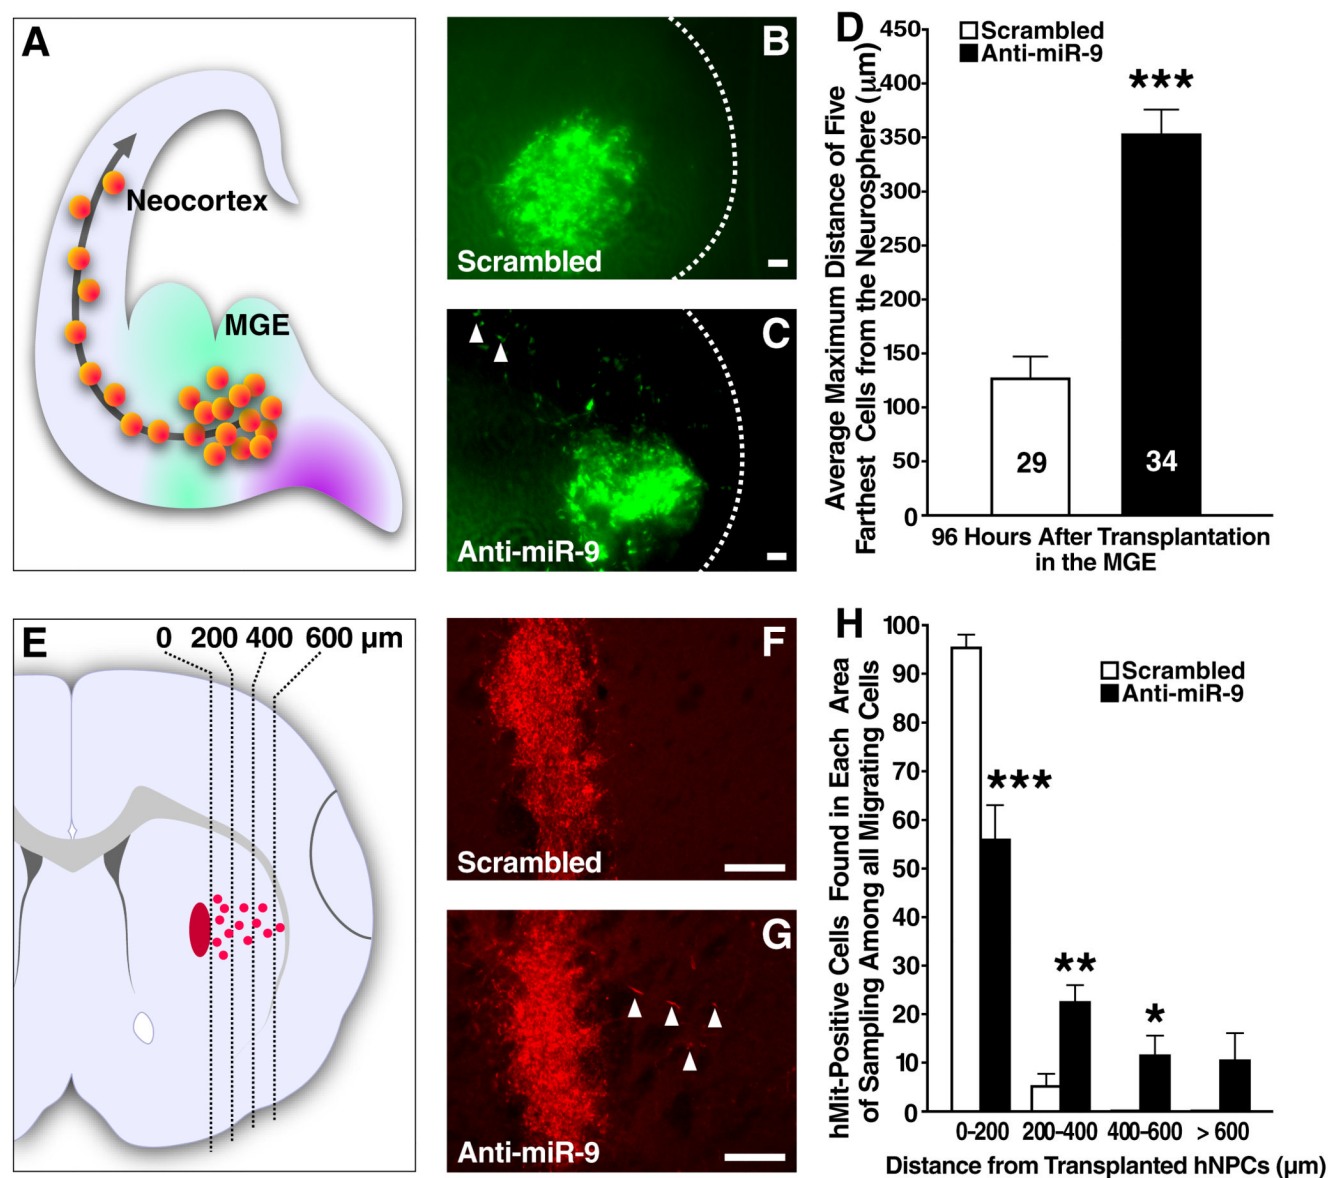 A
Neocortex
MGE
B
Scrambled
C
Anti-miR-9
D
Scrambled
Anti-miR-9
Average Maximum Distance of Five
Farthest Cells from the Neurosphere (µm)
450
400
350
300
250
200
150
100
50
0
***
29
34
96 Hours After Transplantation
in the MGE
E
0 200 400 600 µm
F
Scrambled
G
Anti-miR-9
H
Scrambled
Anti-miR-9
hMit-Positive Cells Found in Each Area
of Sampling Among all Migrating Cells
100
90
80
70
60
50
40
30
20
10
0
***
**
*
0-200 200-400 400-600 > 600
Distance from Transplanted hNPCs (µm)